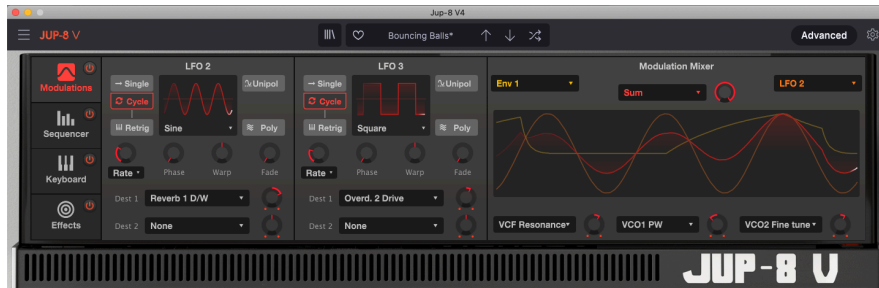 Jup-8 V4
JUP-8 V
Bouncing Balls*
Advanced
Modulations
Sequencer
Keyboard
Effects
LFO 2
Single
Cycle
Retrig
Sine
Unipol
Poly
Rate
Phase
Warp
Fade
Dest 1
Reverb 1 D/W
Dest 2
None
LFO 3
Single
Cycle
Retrig
Square
Unipol
Poly
Rate
Phase
Warp
Fade
Dest 1
Overd. 2 Drive
Dest 2
None
Modulation Mixer
Env 1
Sum
LFO 2
VCF Resonance
VCO1 PW
VCO2 Fine tune
JUP-8 V